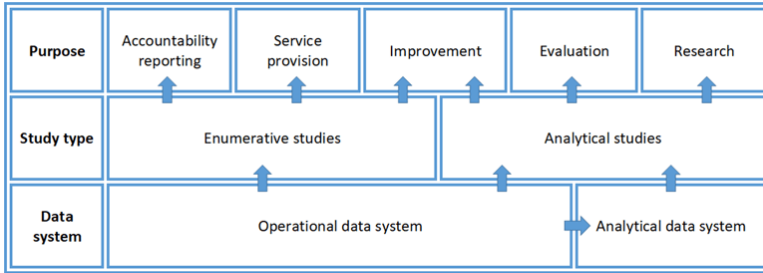 Purpose
Accountability
reporting
Service
provision
Improvement
Evaluation
Research
Study type
Enumerative studies
Analytical studies
Data
system
Operational data system
Analytical data system